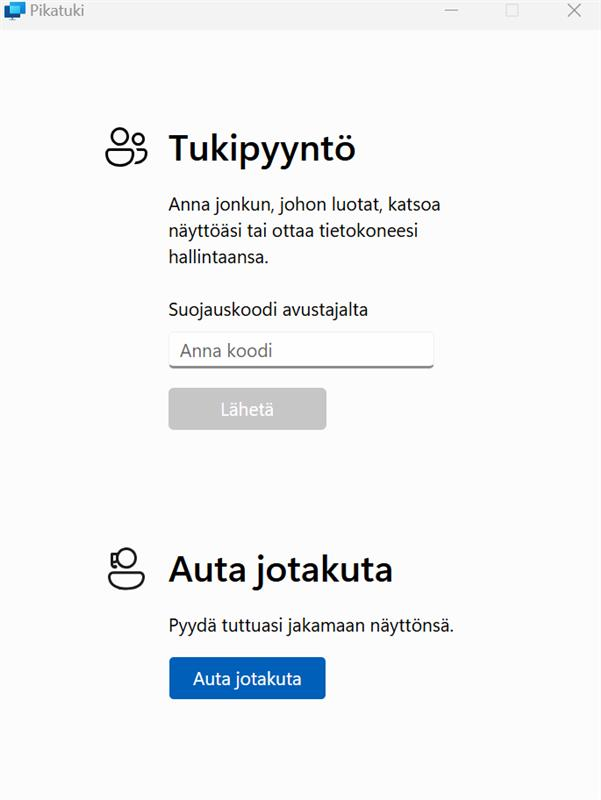 Pikatuki
Tukipyyntö
Anna jonkun, johon luotat, katsoa
näyttöäsi tai ottaa tietokoneesi
hallintaansa.
Suojauskoodi avustajalta
Anna koodi
Lähetä
Auta jotakuta
Pyydä tuttuasi jakamaan näyttönsä.
Auta jotakuta